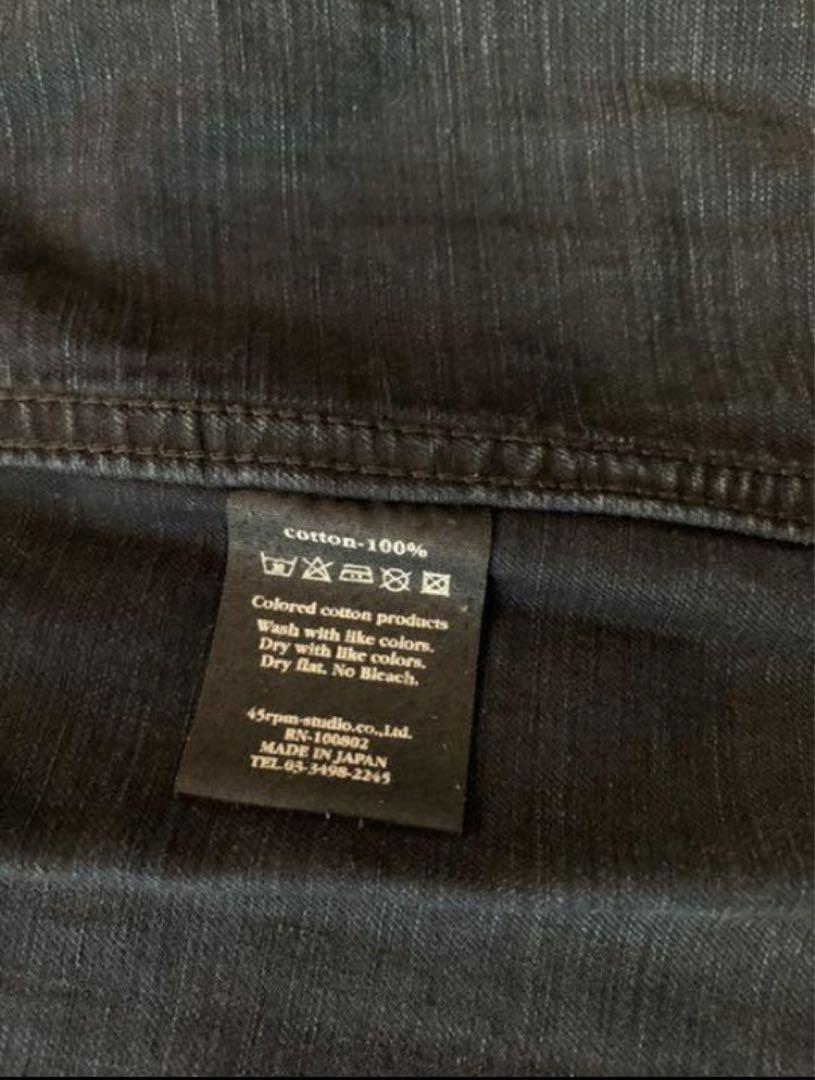 cotton-100%
Colored cotton products
Wash with like colors.
Dry with like colors.
Dry flat. No Bleach.
45rpm-studio.co.,Ltd.
RN-100802
MADE IN JAPAN
TEL.03-3498-2245